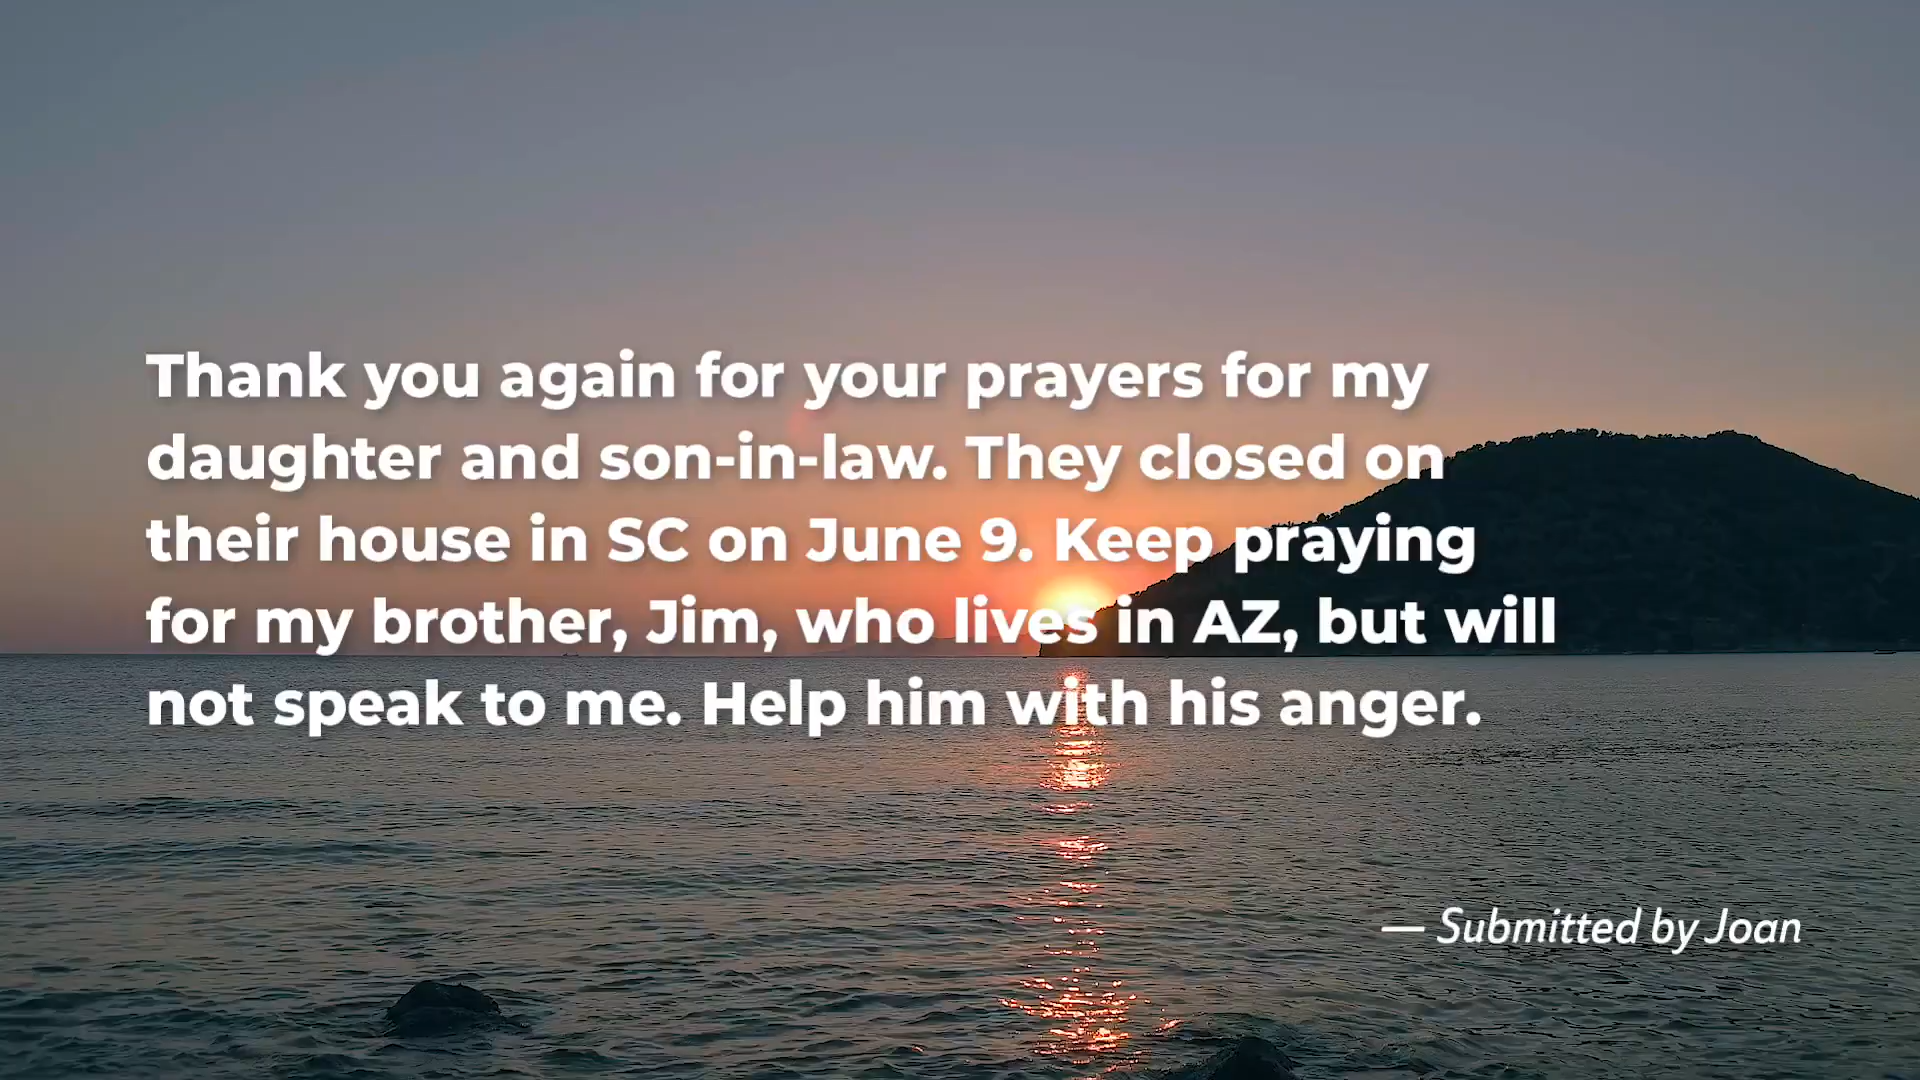 Thank you again for your prayers for my
daughter and son-in-law. They closed on
their house in SC on June 9. Keep praying
for my brother, Jim, who lives in AZ, but will
not speak to me. Help him with his anger.
— Submitted by Joan